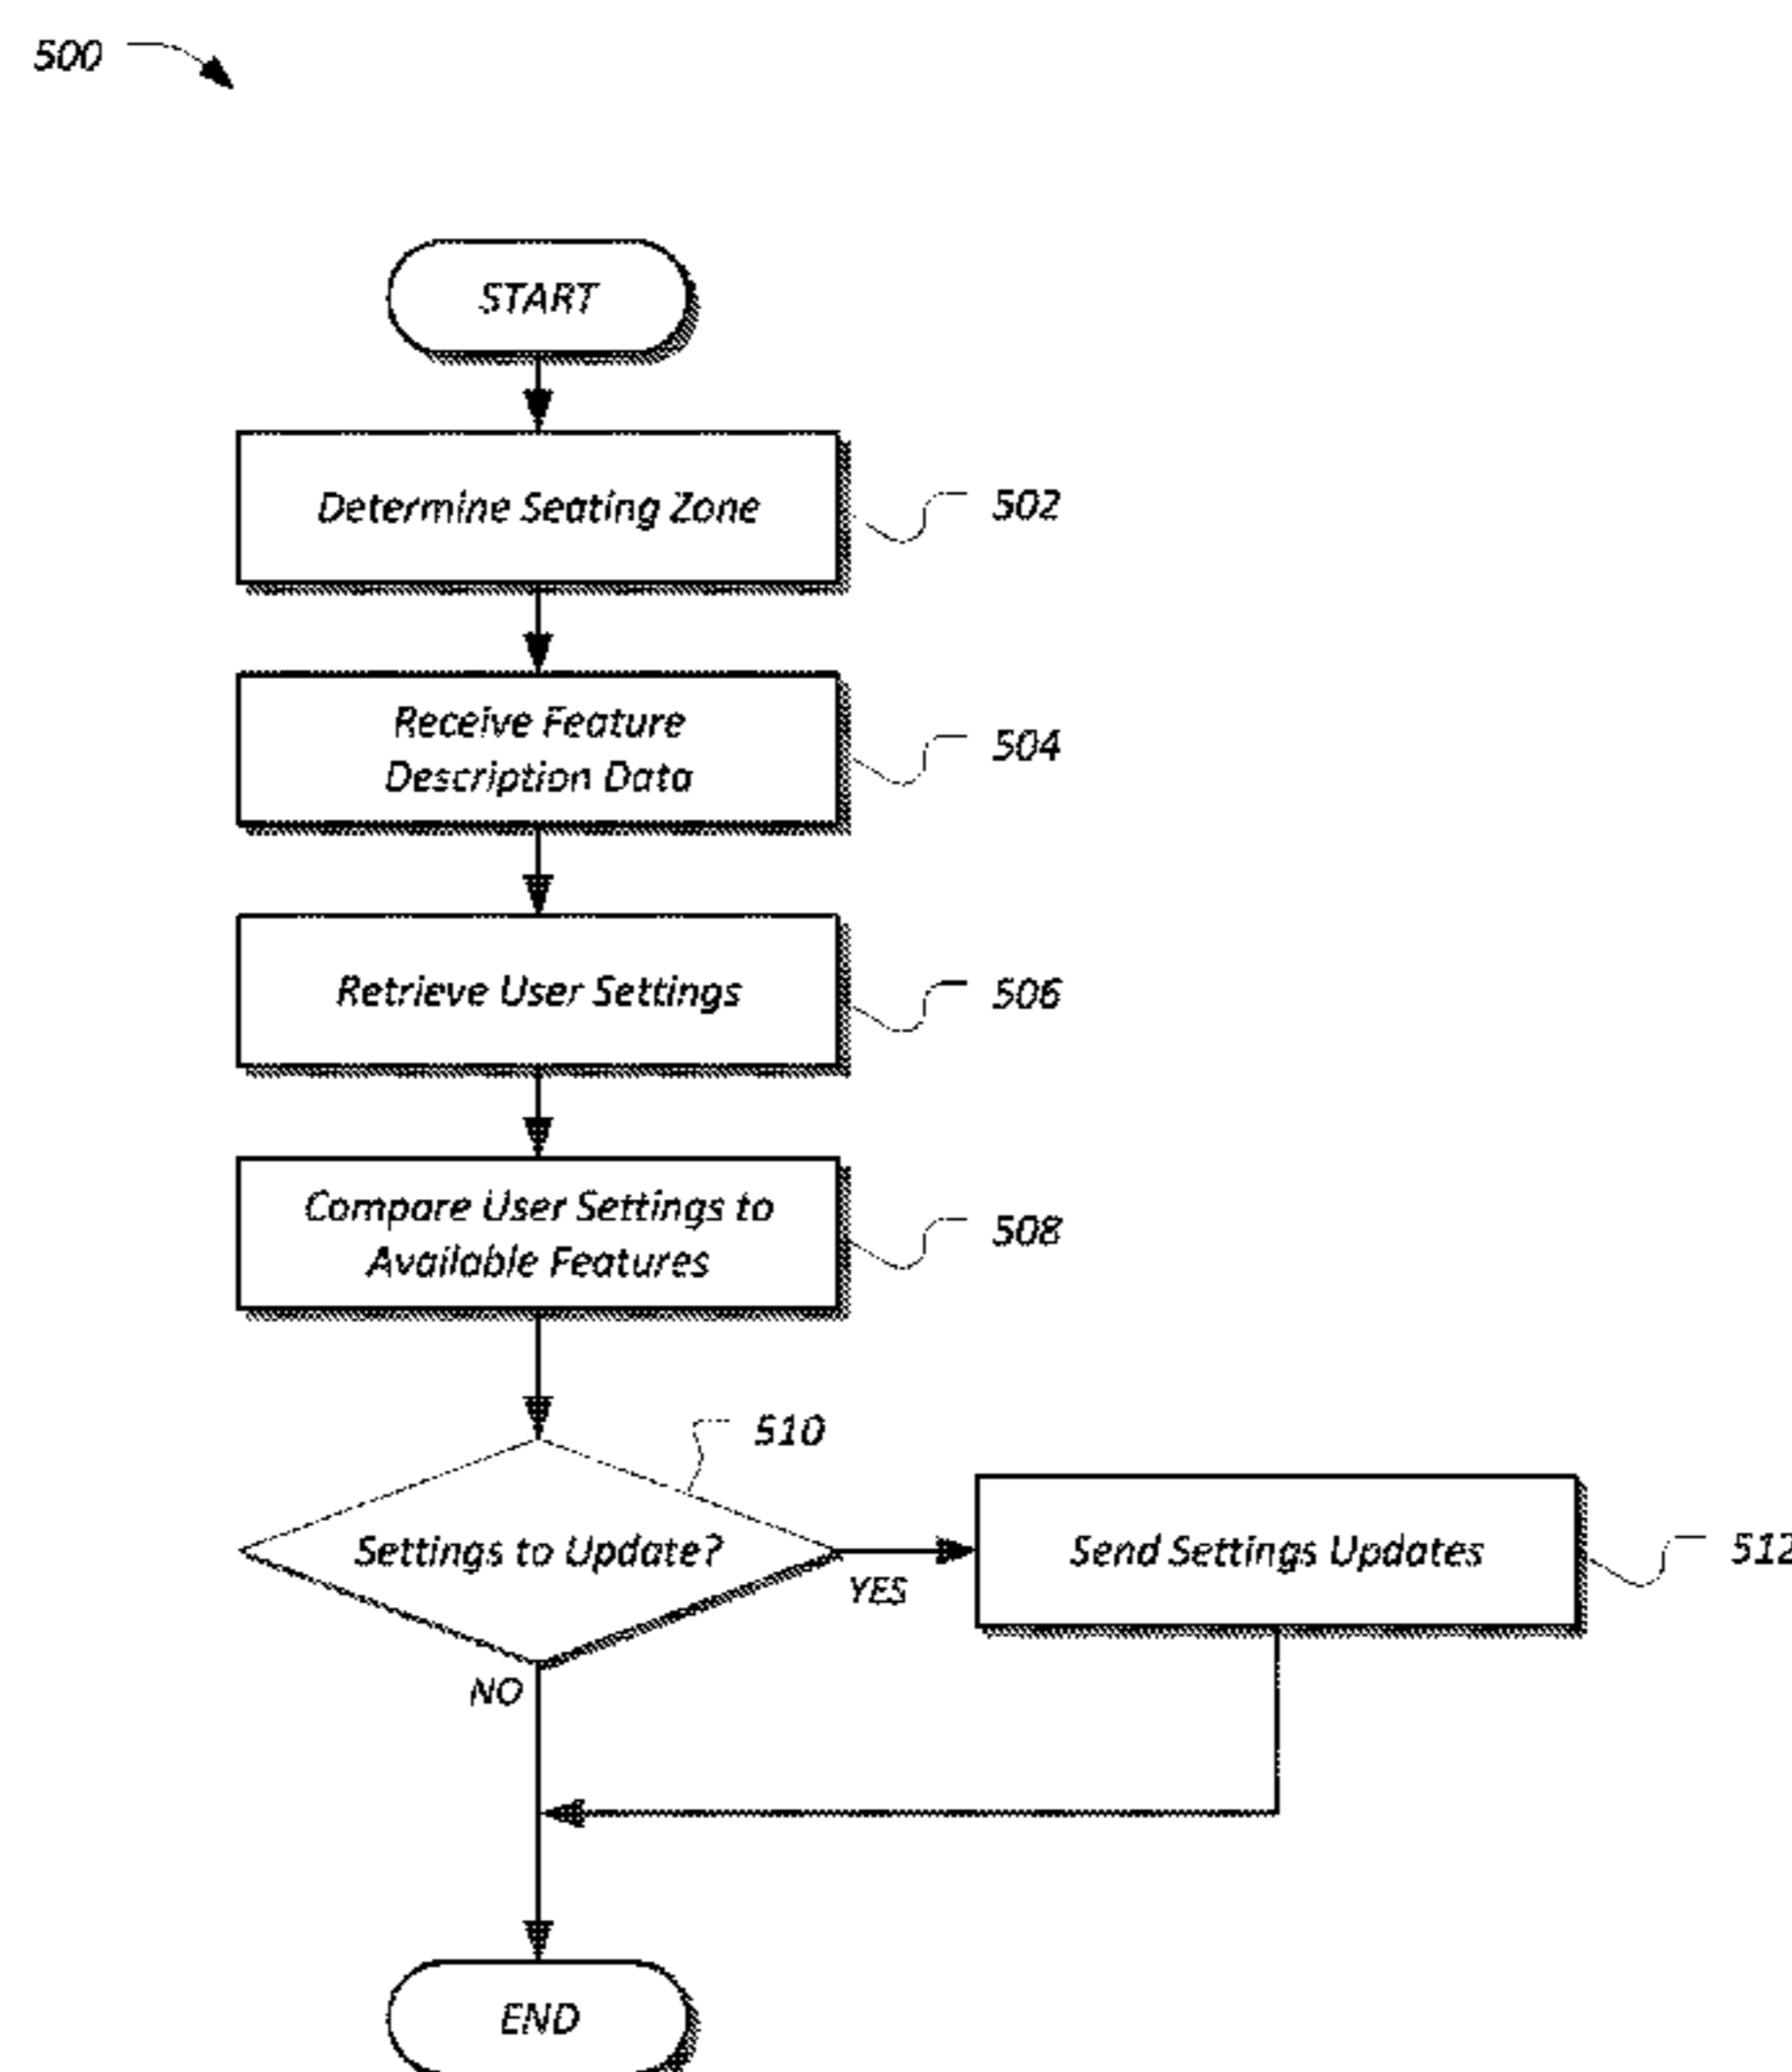 500
START
Determine Seating Zone
502
Receive Feature
Description Data
504
Retrieve User Settings
506
Compare User Settings to
Available Features
508
510
Settings to Update?
YES
Send Settings Updates
512
NO
END